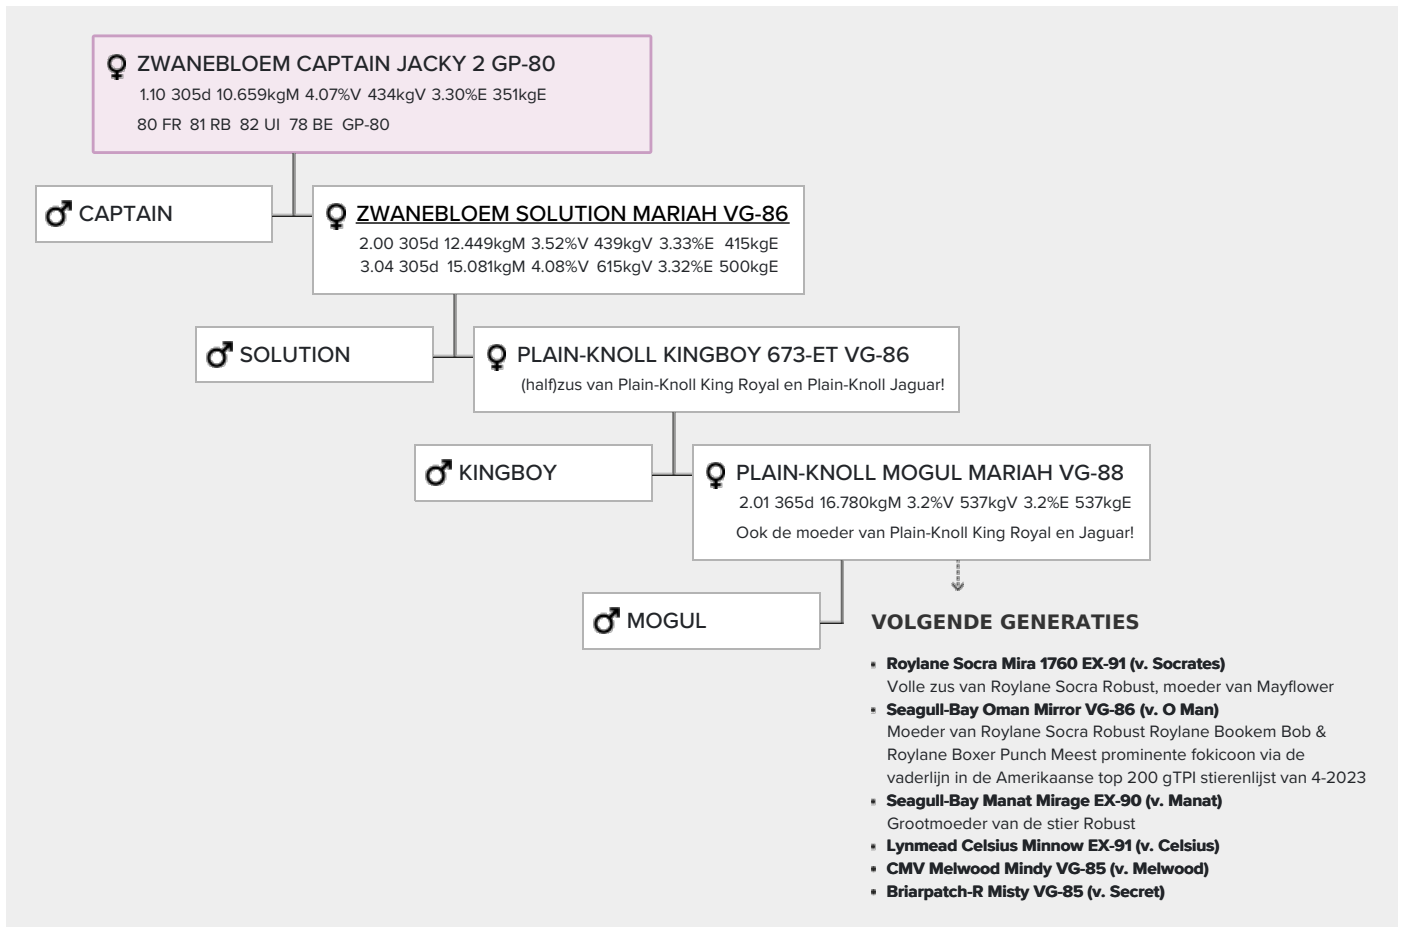 ZWANEBLOEM CAPTAIN JACKY 2 GP-80
1.10 305d 10.659kgM 4.07%V 434kgV 3.30%E 351kgE
80 FR 81 RB 82 UI 78 BE GP-80
CAPTAIN
ZWANEBLOEM SOLUTION MARIAH VG-86
2.00 305d 12.449kgM 3.52%V 439kgV 3.33%E 415kgE
3.04 305d 15.081kgM 4.08%V 615kgV 3.32%E 500kgE
SOLUTION
PLAIN-KNOLL KINGBOY 673-ET VG-86
(half)zus van Plain-Knoll King Royal en Plain-Knoll Jaguar!
KINGBOY
PLAIN-KNOLL MOGUL MARIAH VG-88
2.01 365d 16.780kgM 3.2%V 537kgV 3.2%E 537kgE
Ook de moeder van Plain-Knoll King Royal en Jaguar!
MOGUL
VOLGENDE GENERATIES
▪ Roylane Socra Mira 1760 EX-91 (v. Socrates)
Volle zus van Roylane Socra Robust, moeder van Mayflower
▪ Seagull-Bay Oman Mirror VG-86 (v. O Man)
Moeder van Roylane Socra Robust Roylane Bookem Bob &
Roylane Boxer Punch Meest prominente fokicoon via de
vaderlijn in de Amerikaanse top 200 gTPI stierenlijst van 4-2023
▪ Seagull-Bay Manat Mirage EX-90 (v. Manat)
Grootmoeder van de stier Robust
▪ Lynmead Celsius Minnow EX-91 (v. Celsius)
▪ CMV Melwood Mindy VG-85 (v. Melwood)
▪ Briarpatch-R Misty VG-85 (v. Secret)